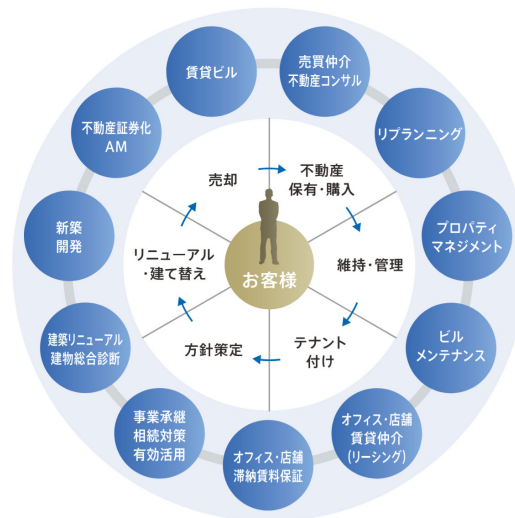 賃貸ビル
売買仲介
不動産コンサル
リプランニング
プロパティ
マネジメント
ビル
メンテナンス
オフィス・店舗
賃貸仲介
(リーシング)
オフィス・店舗
滞納賃料保証
事業承継
相続対策
有効活用
建築リニューアル
建物総合診断
新築
開発
不動産証券化
AM
不動産
保有・購入
維持・管理
テナント
付け
方針策定
リニューアル
・建て替え
売却
お客様